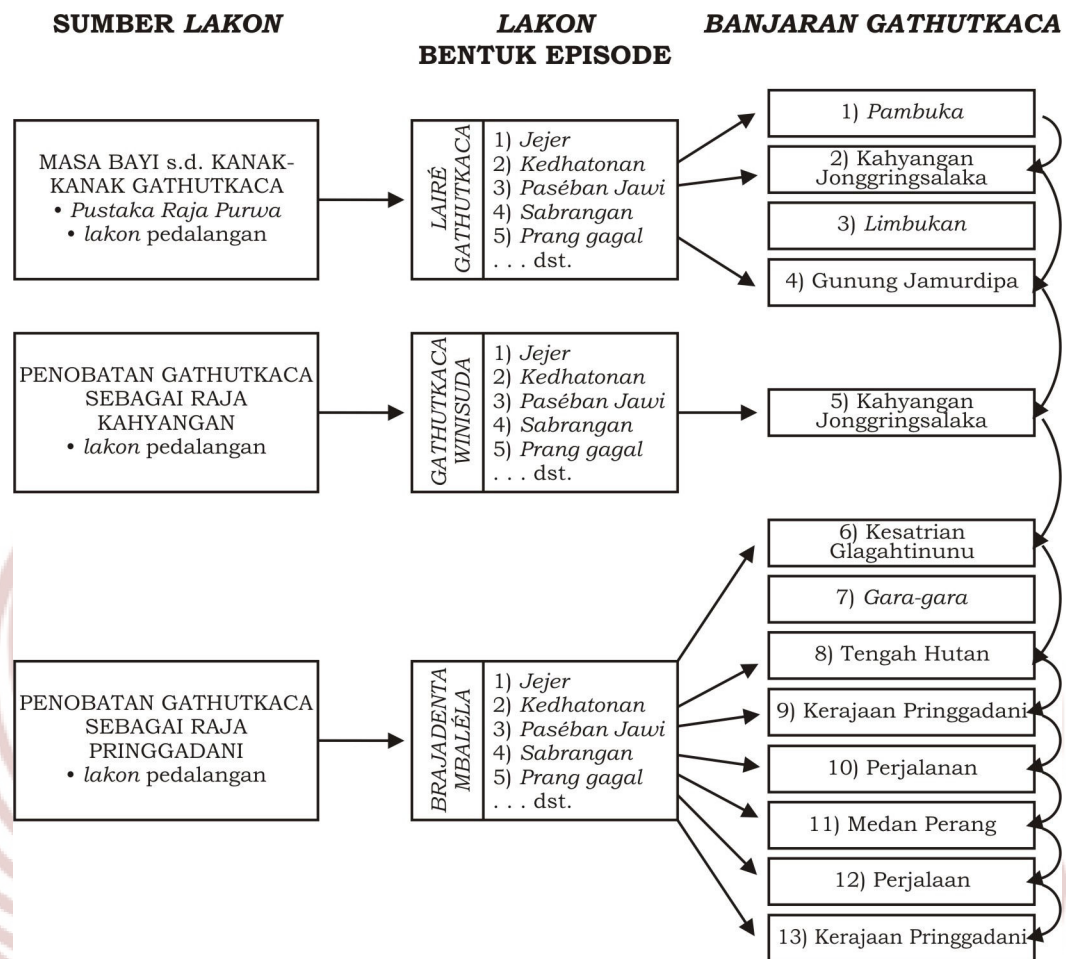 SUMBER LAKON
LAKON
BENTUK EPISODE
BANJARAN GATHUTKACA
MASA BAYI s.d. KANAK-
KANAK GATHUTKACA
• Pustaka Raja Purwa
• lakon pedalangan
LAIRÉ
GATHUTKACA
1) Jejer
2) Kedhatonan
3) Paséban Jawi
4) Sabrangan
5) Prang gagal
. . . dst.
1) Pambuka
2) Kahyangan
Jonggringsalaka
3) Limbukan
4) Gunung Jamurdipa
PENOBATAN GATHUTKACA
SEBAGAI RAJA
KAHYANGAN
• lakon pedalangan
GATHUTKACA
WINISUDA
1) Jejer
2) Kedhatonan
3) Paséban Jawi
4) Sabrangan
5) Prang gagal
. . . dst.
5) Kahyangan
Jonggringsalaka
PENOBATAN GATHUTKACA
SEBAGAI RAJA
PRINGGADANI
• lakon pedalangan
BRAJADENTA
MBALÉLA
1) Jejer
2) Kedhatonan
3) Paséban Jawi
4) Sabrangan
5) Prang gagal
. . . dst.
6) Kesatrian
Glagahtinunu
7) Gara-gara
8) Tengah Hutan
9) Kerajaan Pringgadani
10) Perjalanan
11) Medan Perang
12) Perjalaan
13) Kerajaan Pringgadani